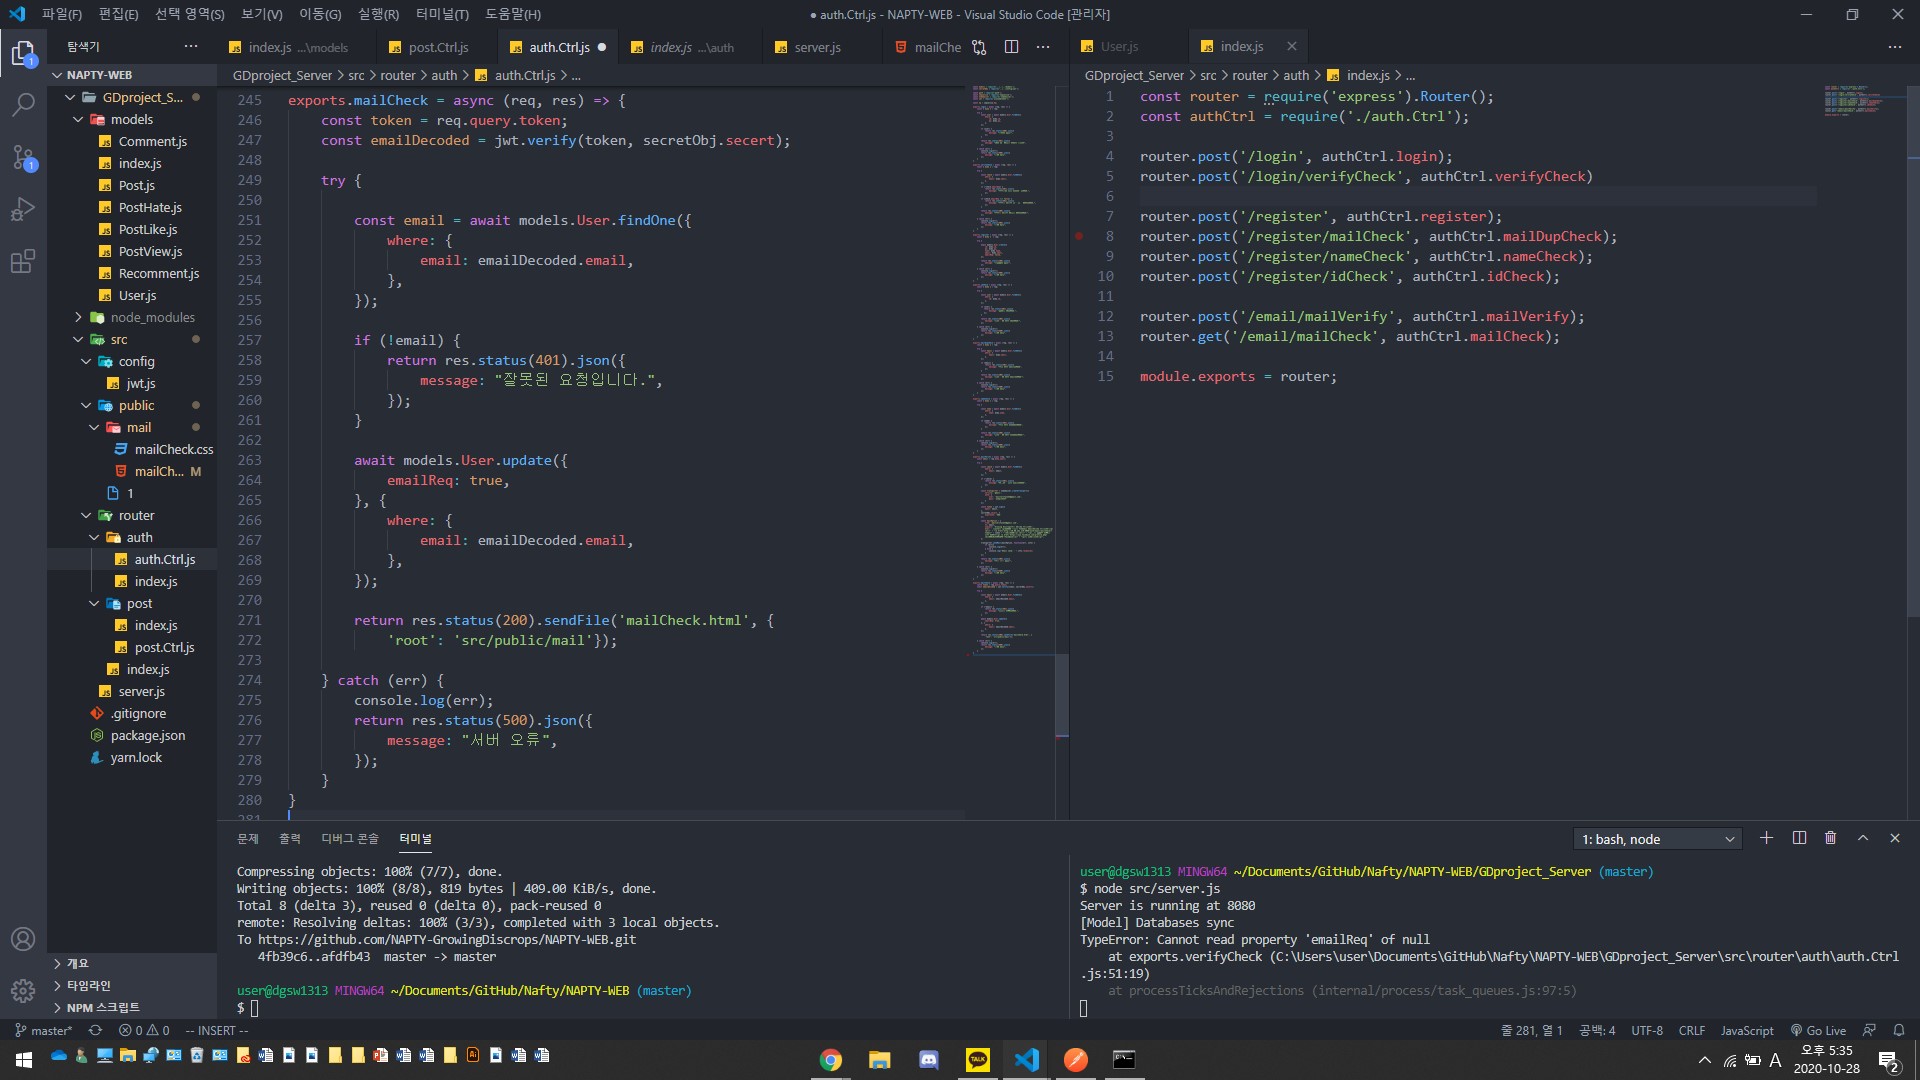 파일(F) 편집(E) 선택 영역(S) 보기(V) 이동(G) 실행(R) 터미널(T) 도움말(H)
● auth.Ctrl.js - NAPTY-WEB - Visual Studio Code [관리자]
탐색기 ···
index.js ...\models
post.Ctrl.js
auth.Ctrl.js ●
index.js ...\auth
server.js
mailChe
User.js
index.js
NAPTY-WEB
GDproject_S...
models
Comment.js
index.js
Post.js
PostHate.js
PostLike.js
PostView.js
Recomment.js
User.js
node_modules
src
config
jwt.js
public
mail
mailCheck.css
mailCh... M
1
router
auth
auth.Ctrl.js
index.js
post
index.js
post.Ctrl.js
index.js
server.js
.gitignore
package.json
yarn.lock
개요
타임라인
NPM 스크립트
GDproject_Server > src > router > auth > auth.Ctrl.js > ...
245 exports.mailCheck = async (req, res) => {
246 const token = req.query.token;
247 const emailDecoded = jwt.verify(token, secretObj.secert);
248
249 try {
250
251 const email = await models.User.findOne({
252 where: {
253 email: emailDecoded.email,
254 },
255 });
256
257 if (!email) {
258 return res.status(401).json({
259 message: "잘못된 요청입니다.",
260 });
261 }
262
263 await models.User.update({
264 emailReq: true,
265 }, {
266 where: {
267 email: emailDecoded.email,
268 },
269 });
270
271 return res.status(200).sendFile('mailCheck.html', {
272 'root': 'src/public/mail'});
273
274 } catch (err) {
275 console.log(err);
276 return res.status(500).json({
277 message: "서버 오류",
278 });
279 }
280 }
281
GDproject_Server > src > router > auth > index.js > ...
1 const router = require('express').Router();
2 const authCtrl = require('./auth.Ctrl');
3
4 router.post('/login', authCtrl.login);
5 router.post('/login/verifyCheck', authCtrl.verifyCheck)
6
7 router.post('/register', authCtrl.register);
8 router.post('/register/mailCheck', authCtrl.mailDupCheck);
9 router.post('/register/nameCheck', authCtrl.nameCheck);
10 router.post('/register/idCheck', authCtrl.idCheck);
11
12 router.post('/email/mailVerify', authCtrl.mailVerify);
13 router.get('/email/mailCheck', authCtrl.mailCheck);
14
15 module.exports = router;
문제 출력 디버그 콘솔 터미널
1: bash, node
Compressing objects: 100% (7/7), done.
Writing objects: 100% (8/8), 819 bytes | 409.00 KiB/s, done.
Total 8 (delta 3), reused 0 (delta 0), pack-reused 0
remote: Resolving deltas: 100% (3/3), completed with 3 local objects.
To https://github.com/NAPTY-GrowingDiscrops/NAPTY-WEB.git
4fb39c6..afdfb43 master -> master
user@dgsw1313 MINGW64 ~/Documents/GitHub/Nafty/NAPTY-WEB (master)
$
user@dgsw1313 MINGW64 ~/Documents/GitHub/Nafty/NAPTY-WEB/GDproject_Server (master)
$ node src/server.js
Server is running at 8080
[Model] Databases sync
TypeError: Cannot read property 'emailReq' of null
at exports.verifyCheck (C:\Users\user\Documents\GitHub\Nafty\NAPTY-WEB\GDproject_Server\src\router\auth\auth.Ctrl
.js:51:19)
at processTicksAndRejections (internal/process/task_queues.js:97:5)
master* 0 0 -- INSERT --
줄 281, 열 1 공백: 4 UTF-8 CRLF JavaScript Go Live
TALK
A 오후 5:35
2020-10-28
2